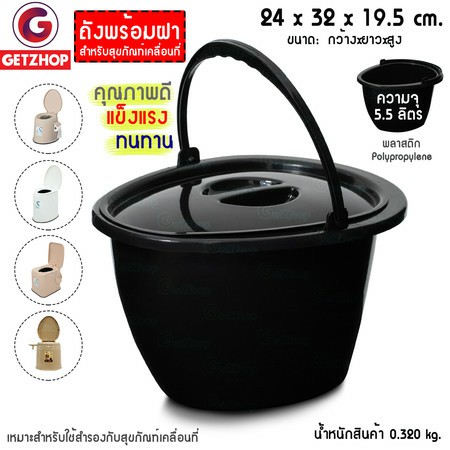 GETZHOP
ถังพร้อมฝา
สำหรับสุขภัณฑ์เคลื่อนที่
24 x 32 x 19.5 cm.
ขนาด: กว้างxยาวxสูง
คุณภาพดี
แข็งแรง
ทนทาน
ความจุ
5.5 ลิตร
พลาสติก
Polypropylene
เหมาะสำหรับใช้สำรองกับสุขภัณฑ์เคลื่อนที่
น้ำหนักสินค้า 0.320 kg.